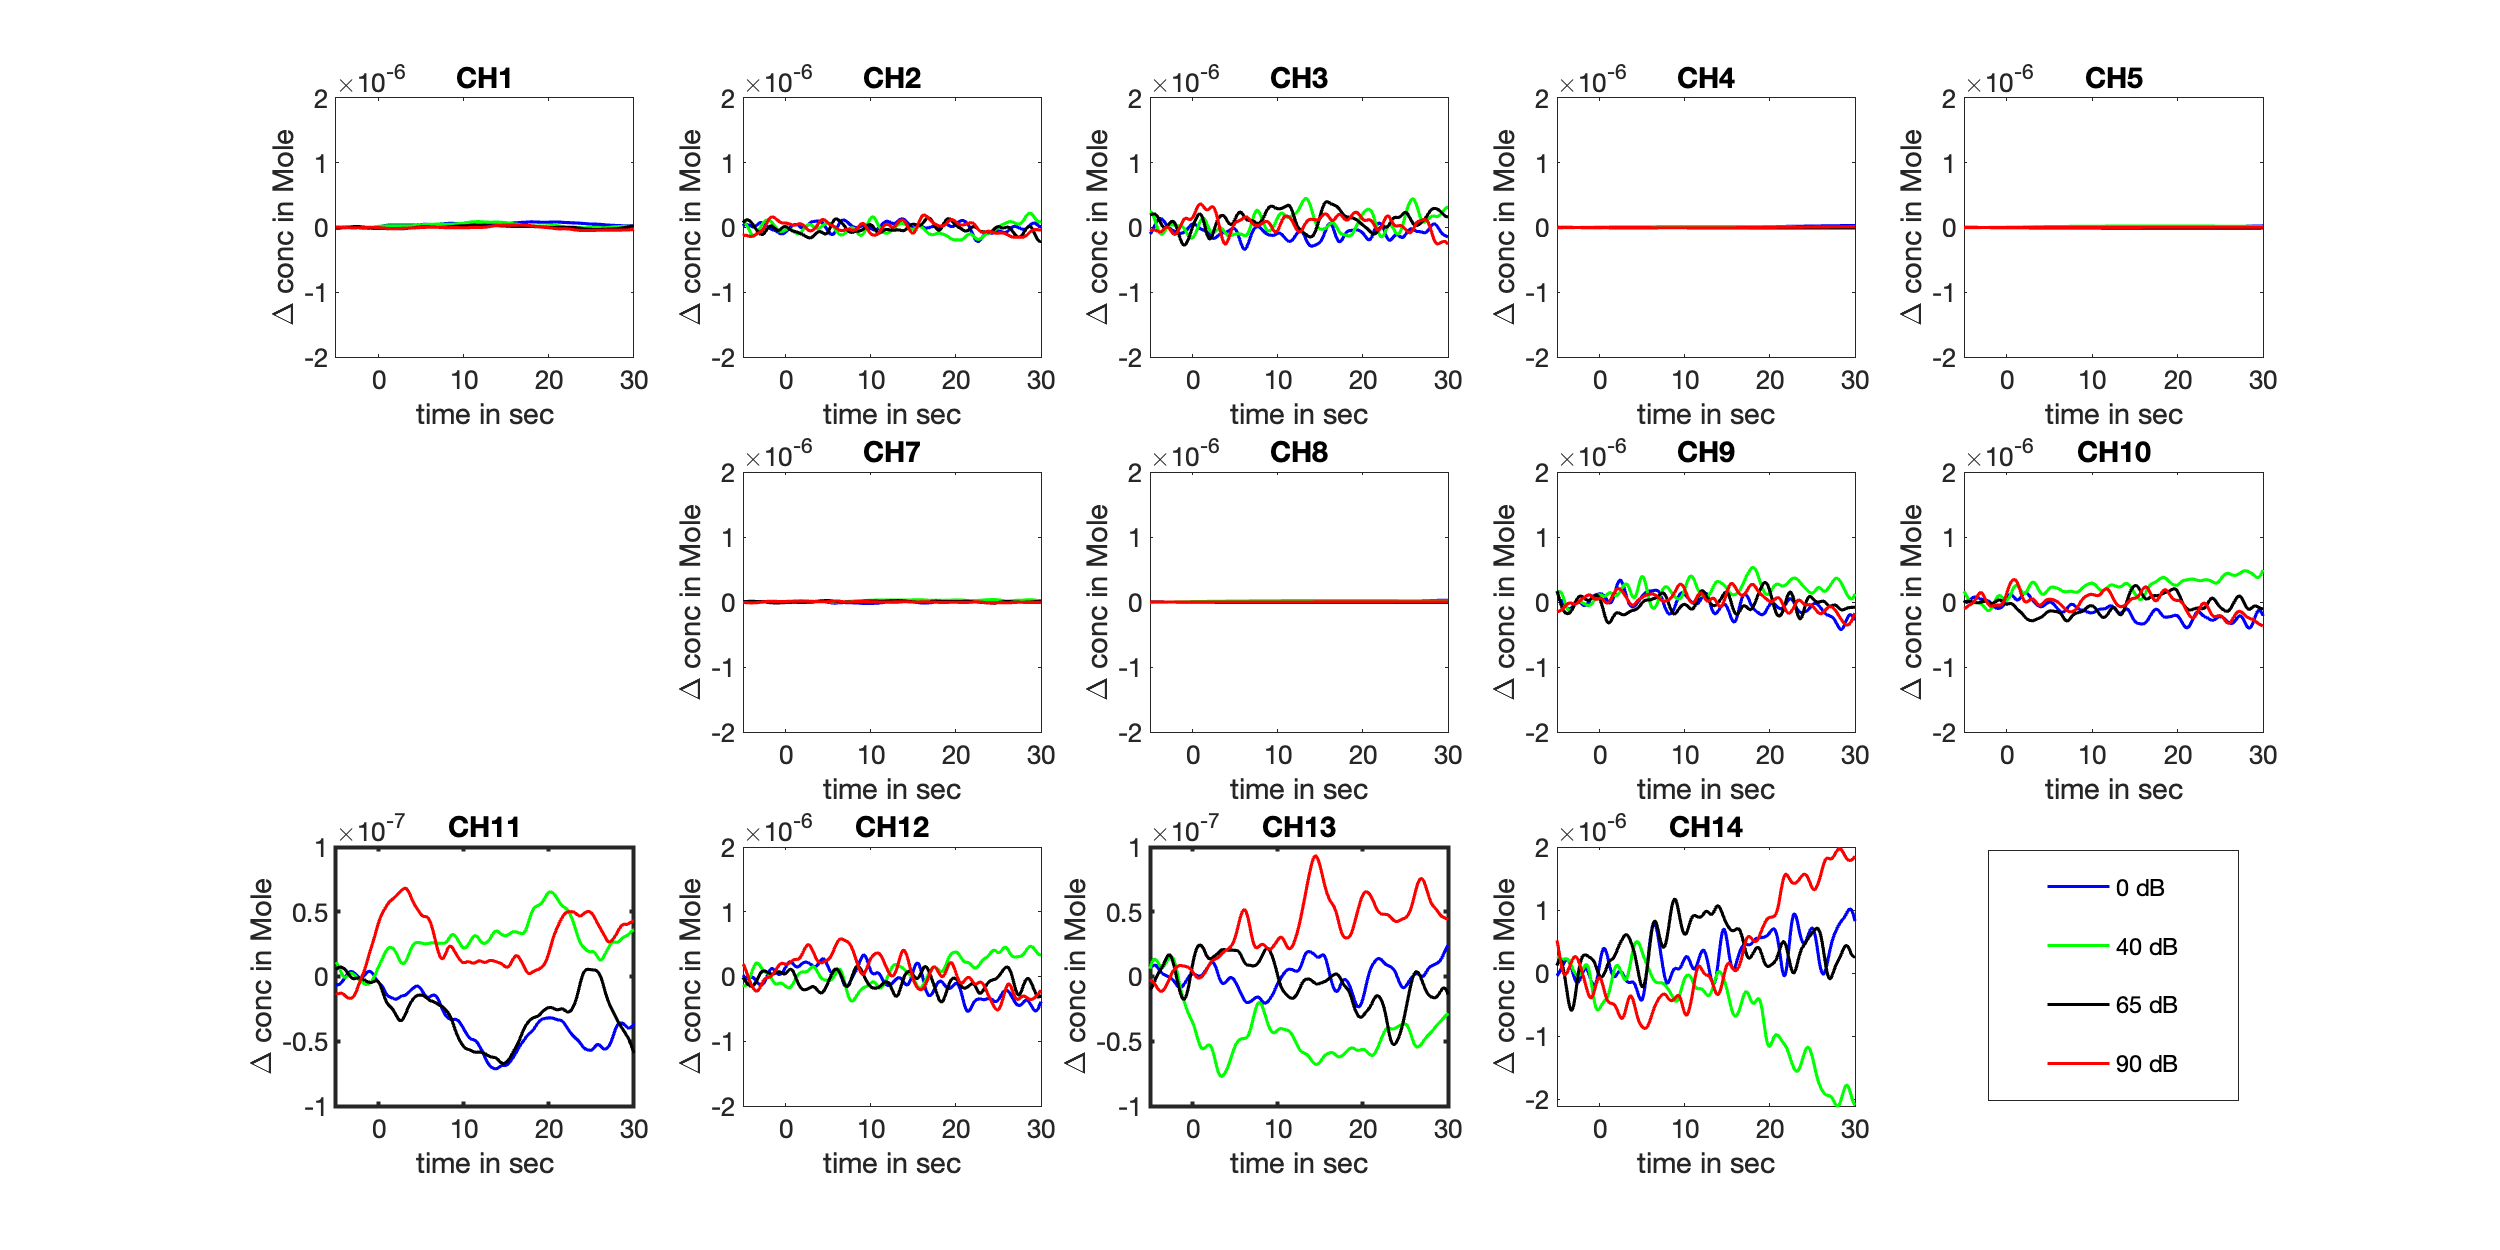 ×10-6
CH1
2
1
0
-1
-2
Δ conc in Mole
0 10 20 30
time in sec
×10-6
CH2
2
1
0
-1
-2
Δ conc in Mole
0 10 20 30
time in sec
×10-6
CH3
2
1
0
-1
-2
Δ conc in Mole
0 10 20 30
time in sec
×10-6
CH4
2
1
0
-1
-2
Δ conc in Mole
0 10 20 30
time in sec
×10-6
CH5
2
1
0
-1
-2
Δ conc in Mole
0 10 20 30
time in sec
×10-6
CH7
2
1
0
-1
-2
Δ conc in Mole
0 10 20 30
time in sec
×10-6
CH8
2
1
0
-1
-2
Δ conc in Mole
0 10 20 30
time in sec
×10-6
CH9
2
1
0
-1
-2
Δ conc in Mole
0 10 20 30
time in sec
×10-6
CH10
2
1
0
-1
-2
Δ conc in Mole
0 10 20 30
time in sec
×10-7
CH11
1
0.5
0
-0.5
-1
Δ conc in Mole
0 10 20 30
time in sec
×10-6
CH12
2
1
0
-1
-2
Δ conc in Mole
0 10 20 30
time in sec
×10-7
CH13
1
0.5
0
-0.5
-1
Δ conc in Mole
0 10 20 30
time in sec
×10-6
CH14
2
1
0
-1
-2
Δ conc in Mole
0 10 20 30
time in sec
0 dB
40 dB
65 dB
90 dB